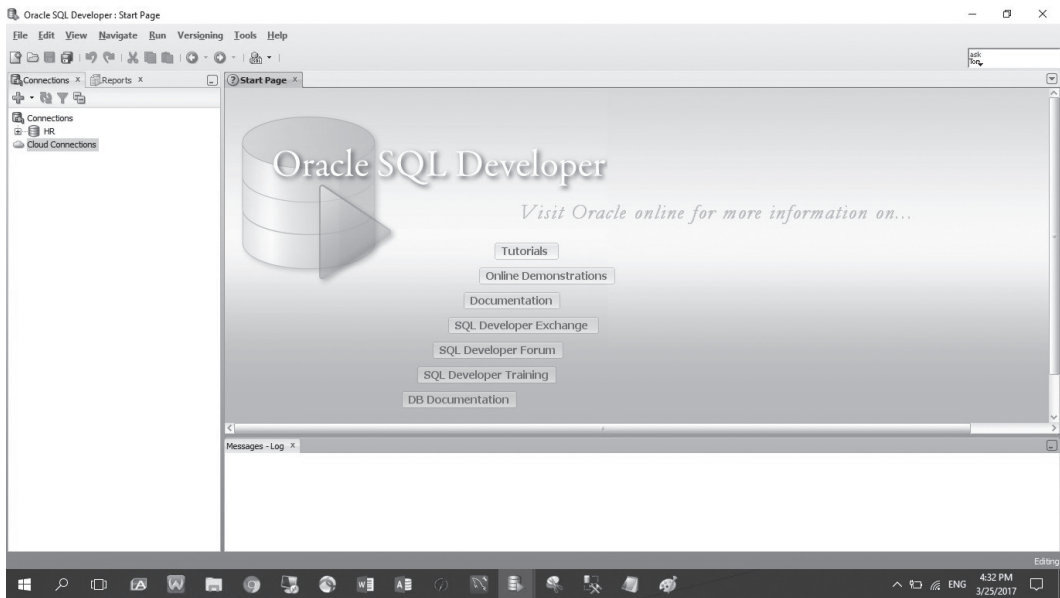 Oracle SQL Developer : Start Page
File Edit View Navigate Run Versioning Tools Help
ask
Tom
Connections x Reports x
Start Page x
Connections
HR
Cloud Connections
Oracle SQL Developer
Visit Oracle online for more information on...
Tutorials
Online Demonstrations
Documentation
SQL Developer Exchange
SQL Developer Forum
SQL Developer Training
DB Documentation
Messages - Log x
Editing
ENG
4:32 PM
3/25/2017